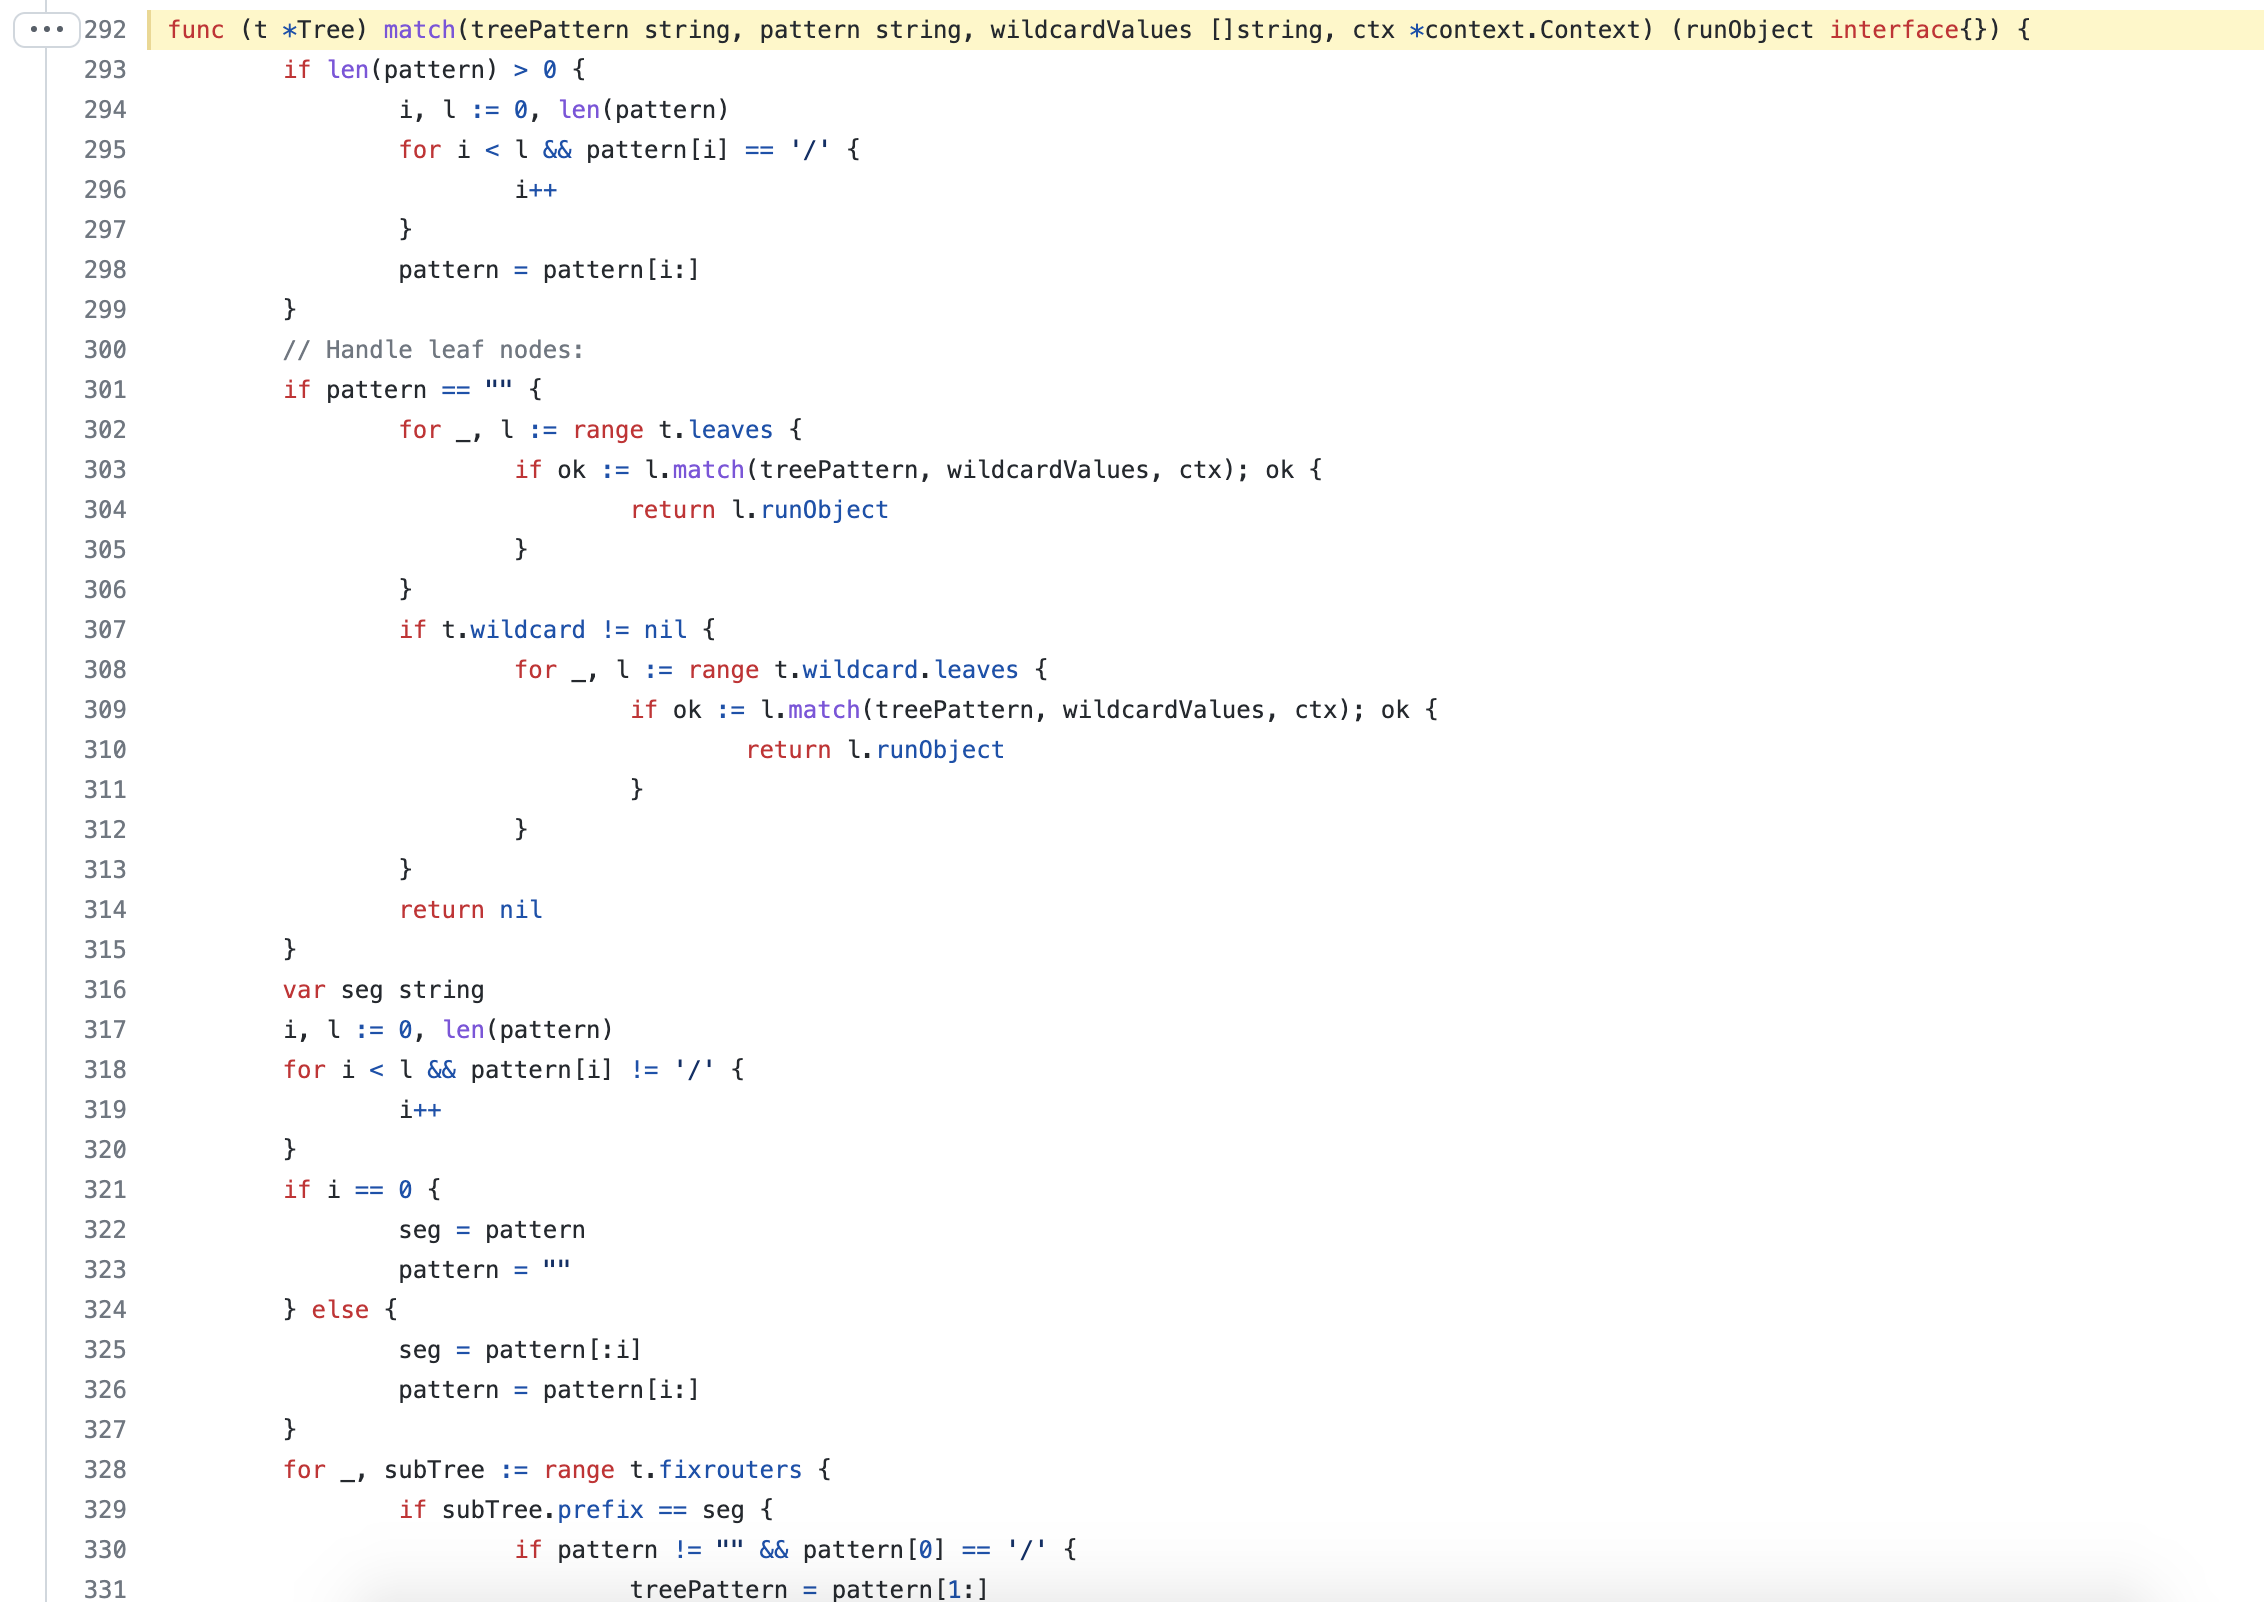 292 func (t *Tree) match(treePattern string, pattern string, wildcardValues []string, ctx *context.Context) (runObject interface{}) {
293 if len(pattern) > 0 {
294 i, l := 0, len(pattern)
295 for i < l && pattern[i] == '/' {
296 i++
297 }
298 pattern = pattern[i:]
299 }
300 // Handle leaf nodes:
301 if pattern == "" {
302 for _, l := range t.leaves {
303 if ok := l.match(treePattern, wildcardValues, ctx); ok {
304 return l.runObject
305 }
306 }
307 if t.wildcard != nil {
308 for _, l := range t.wildcard.leaves {
309 if ok := l.match(treePattern, wildcardValues, ctx); ok {
310 return l.runObject
311 }
312 }
313 }
314 return nil
315 }
316 var seg string
317 i, l := 0, len(pattern)
318 for i < l && pattern[i] != '/' {
319 i++
320 }
321 if i == 0 {
322 seg = pattern
323 pattern = ""
324 } else {
325 seg = pattern[:i]
326 pattern = pattern[i:]
327 }
328 for _, subTree := range t.fixrouters {
329 if subTree.prefix == seg {
330 if pattern != "" && pattern[0] == '/' {
331 treePattern = pattern[1:]